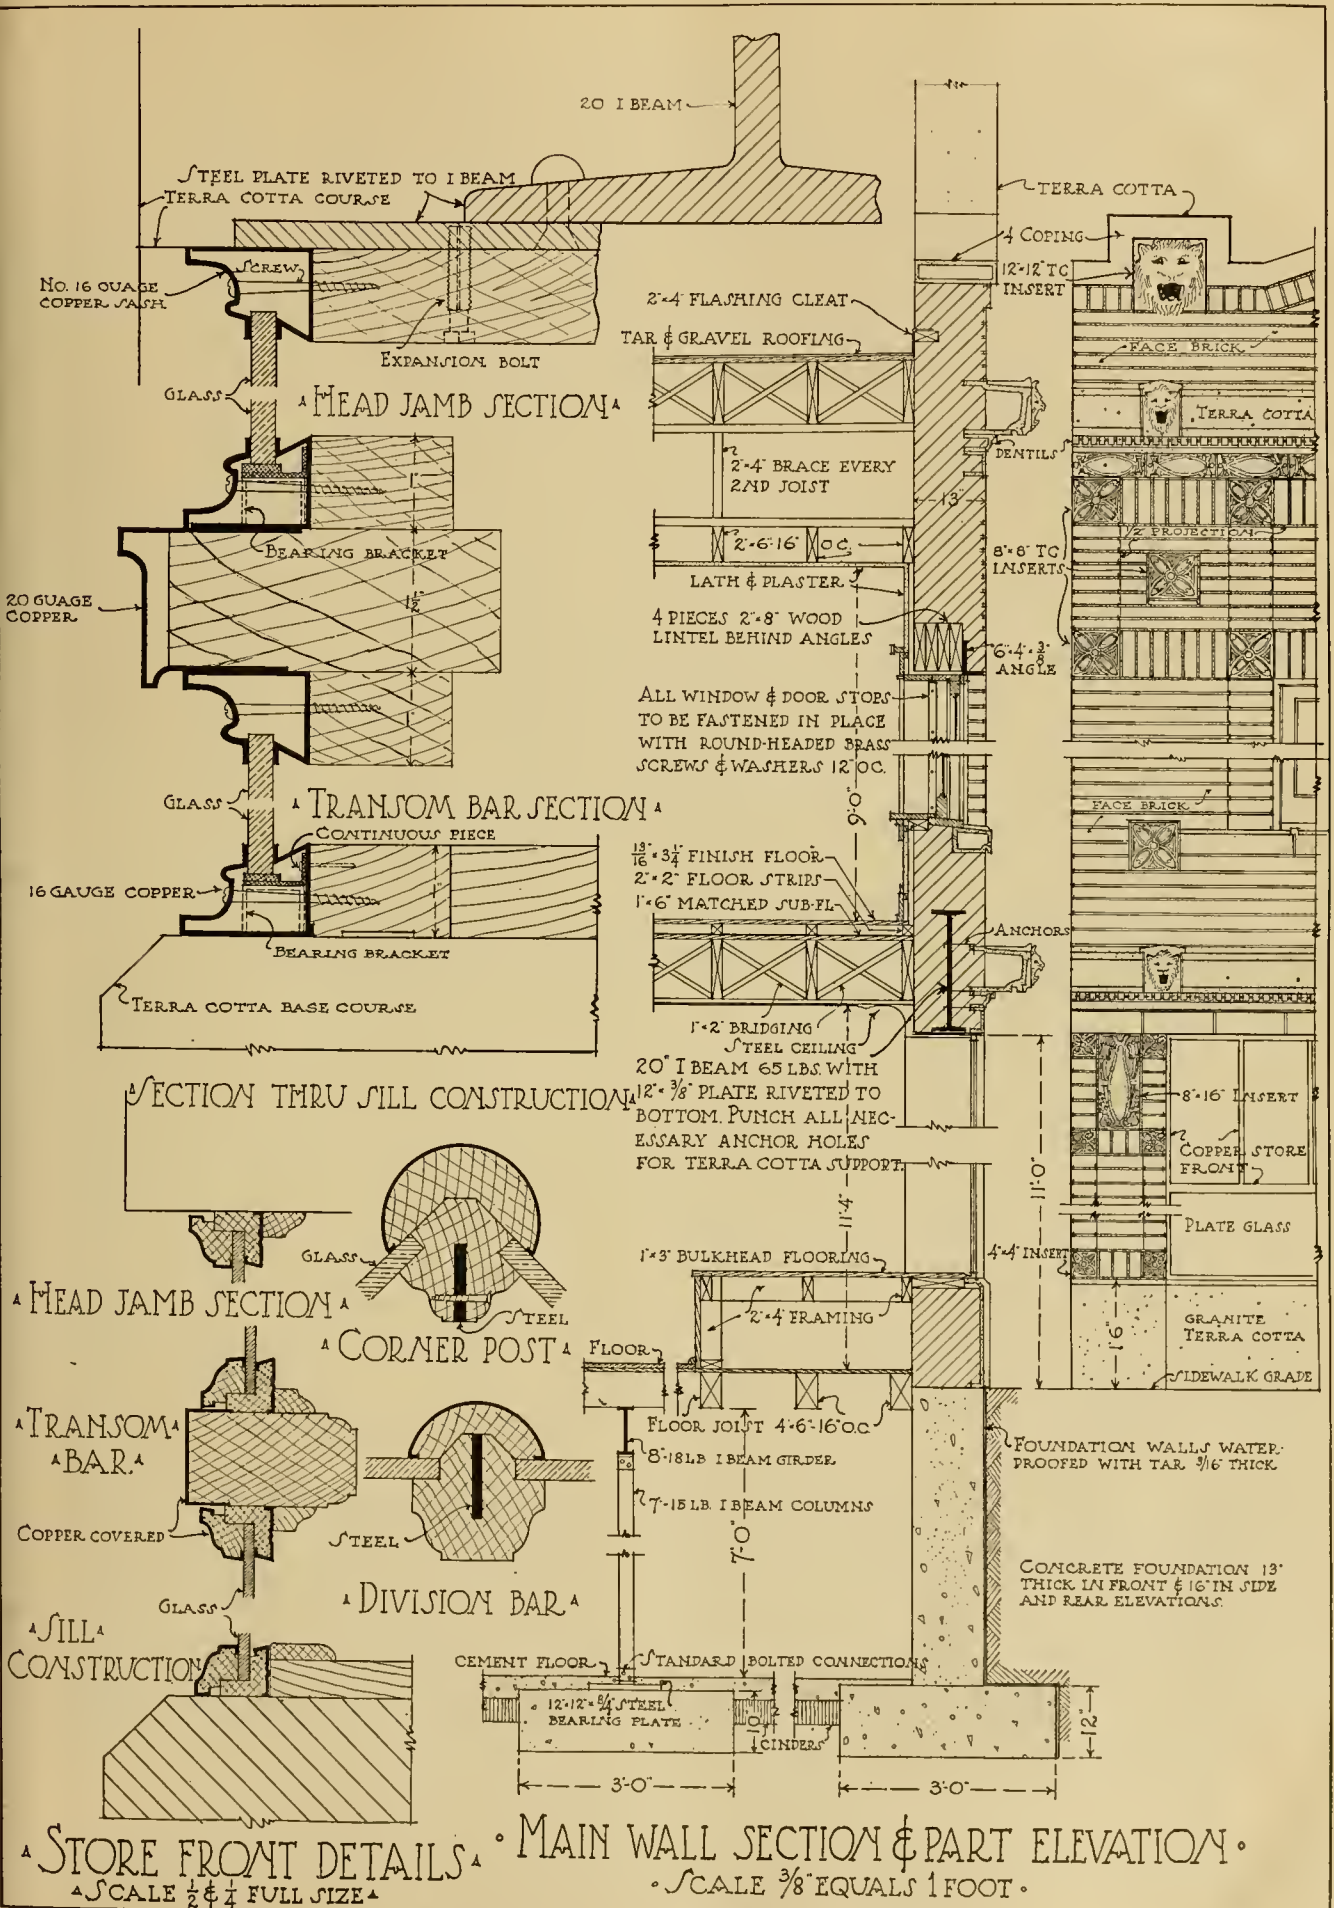 20 I BEAM
STEEL PLATE RIVETED TO I BEAM
TERRA COTTA COURSE
SCREW
NO. 16 GUAGE
COPPER SASH
EXPANSION BOLT
GLASS
HEAD JAMB SECTION
BEARING BRACKET
20 GUAGE
COPPER
1 1/2"
GLASS
TRANSOM BAR SECTION
CONTINUOUS PIECE
16 GAUGE COPPER
BEARING BRACKET
TERRA COTTA BASE COURSE
SECTION THRU SILL CONSTRUCTION
HEAD JAMB SECTION
GLASS
STEEL
CORNER POST
TRANSOM
BAR
COPPER COVERED
STEEL
DIVISION BAR
GLASS
SILL
CONSTRUCTION
STORE FRONT DETAILS
SCALE 1/2 & 1/4 FULL SIZE
TERRA COTTA
4 COPING
12"×12" TC
INSERT
2"×4" FLASHING CLEAT
TAR & GRAVEL ROOFING
FACE BRICK
TERRA COTTA
DENTILS
2"×4" BRACE EVERY
2ND JOIST
13"
1/2 PROJECTION
2"×6"-16" O.C.
8"×8" TC
INSERTS
LATH & PLASTER
4 PIECES 2"×8" WOOD
LINTEL BEHIND ANGLES
6"×4"×3/8"
ANGLE
ALL WINDOW & DOOR STOPS
TO BE FASTENED IN PLACE
WITH ROUND-HEADED BRASS
SCREWS & WASHERS 12" OC.
9'-0"
FACE BRICK
13/16"×3 1/4" FINISH FLOOR
2"×2" FLOOR STRIPS
1"×6" MATCHED SUB-FL
ANCHORS
1"×2" BRIDGING
STEEL CEILING
20" I BEAM 65 LBS. WITH
12"×3/8" PLATE RIVETED TO
BOTTOM. PUNCH ALL NEC-
ESSARY ANCHOR HOLES
FOR TERRA COTTA SUPPORT.
11'-0"
8"×16" INSERT
COPPER STORE
FRONT
11'-4"
PLATE GLASS
4"×4" INSERT
1"×3" BULKHEAD FLOORING
2"×4" FRAMING
GRANITE
TERRA COTTA
1'-6"
SIDEWALK GRADE
FLOOR
FLOOR JOIST 4"×6"-16" O.C.
8"-18LB I BEAM GIRDER
7"-15 LB. I BEAM COLUMNS
7'-0"
FOUNDATION WALLS WATER-
PROOFED WITH TAR 3/16" THICK
CONCRETE FOUNDATION 13"
THICK IN FRONT & 16" IN SIDE
AND REAR ELEVATIONS.
CEMENT FLOOR
STANDARD BOLTED CONNECTIONS
12"×12"×3/4" STEEL
BEARING PLATE
10"
CINDERS
12"
3'-0"
3'-0"
MAIN WALL SECTION & PART ELEVATION
SCALE 3/8" EQUALS 1 FOOT